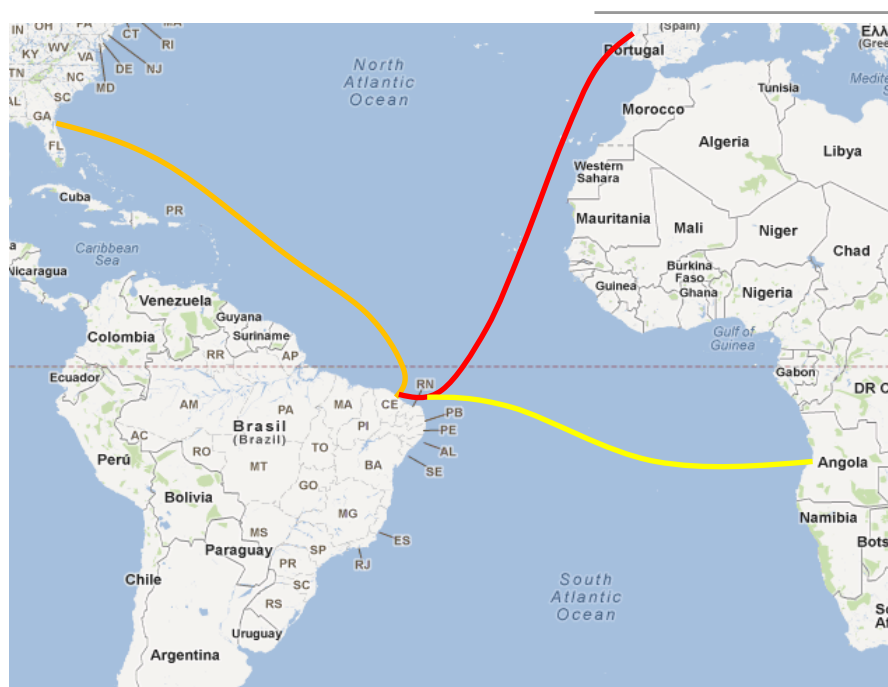 IN
OH
PA
MA
(Spain)
Ελλ
(Gree
CT
RI
KY
WV
VA
North
Atlantic
Ocean
Portugal
TN
DE
NJ
NC
MD
Tunisia
AL
SC
Morocco
GA
Algeria
FL
Libya
Western
Sahara
Cuba
PR
Mauritania
Mali
Niger
Caribbean
Sea
Chad
Nicaragua
Burkina
Faso
Guinea
Ghana
Nigeria
Venezuela
Guyana
Suriname
Colombia
Gulf of
Guinea
RR
AP
Ecuador
Gabon
RN
DR C
AM
PA
MA
CE
PB
Brasil
(Brazil)
PI
PE
AC
RO
TO
AL
Perú
MT
BA
SE
Angola
GO
Bolivia
MG
Namibia
MS
ES
Bots
Paraguay
SP
RJ
PR
Chile
SC
South
Atlantic
Ocean
RS
Uruguay
Argentina